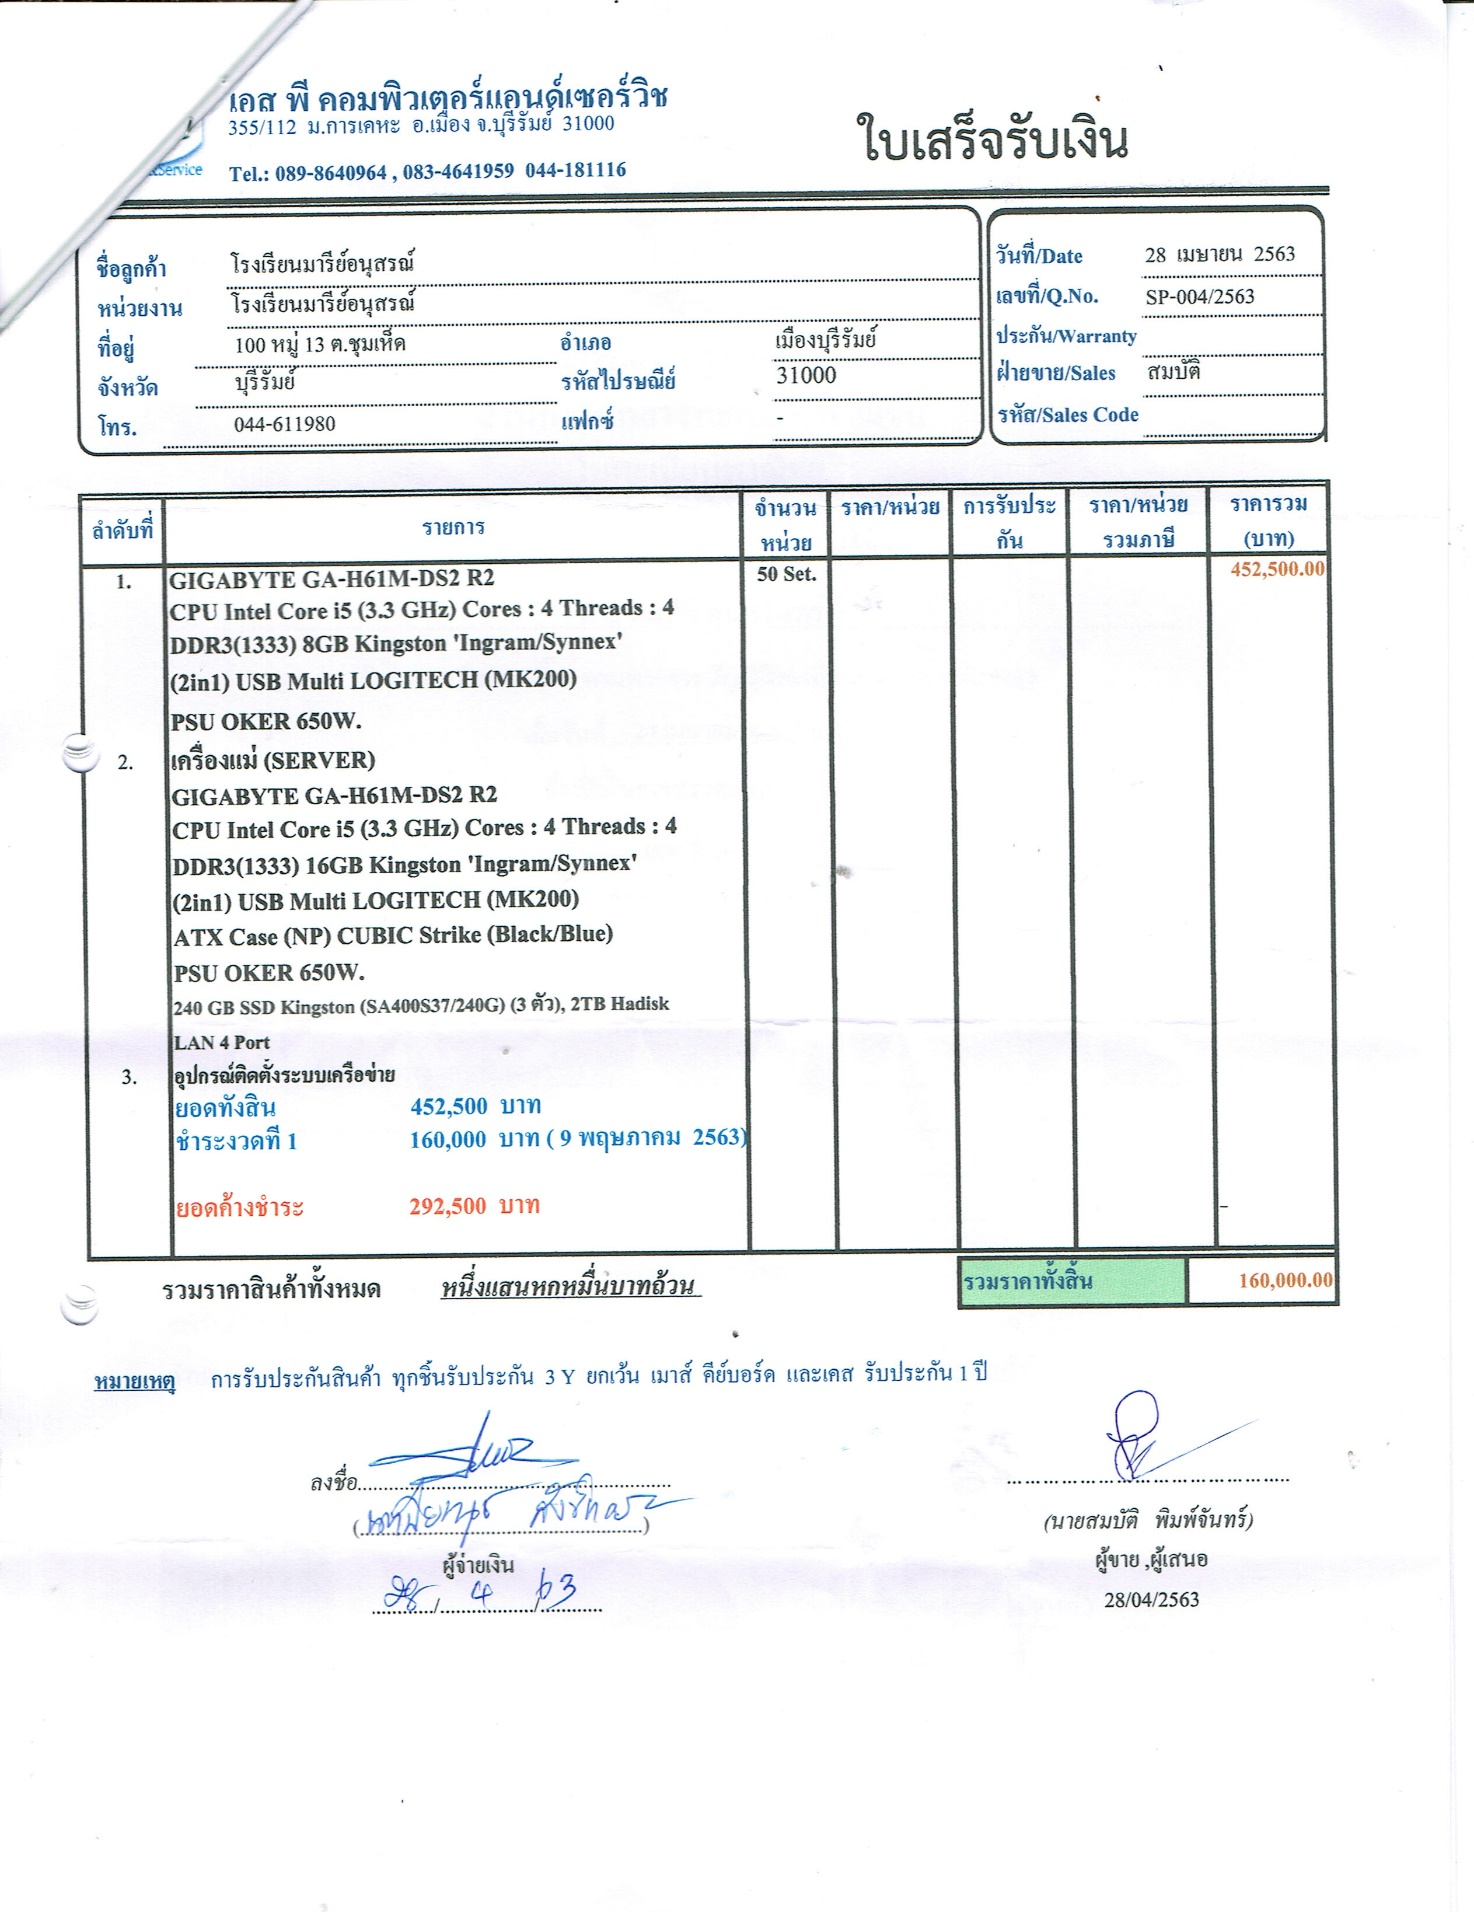 เอส พี คอมพิวเตอร์แอนด์เซอร์วิช
355/112 ม.การเคหะ อ.เมือง จ.บุรีรัมย์ 31000
ใบเสร็จรับเงิน
&Service
Tel.: 089-8640964 , 083-4641959 044-181116
ชื่อลูกค้า โรงเรียนมารีย์อนุสรณ์
หน่วยงาน โรงเรียนมารีย์อนุสรณ์
ที่อยู่ 100 หมู่ 13 ต.ชุมเห็ด อำเภอ เมืองบุรีรัมย์
จังหวัด บุรีรัมย์ รหัสไปรษณีย์ 31000
โทร. 044-611980 แฟกซ์ -
วันที่/Date 28 เมษายน 2563
เลขที่/Q.No. SP-004/2563
ประกัน/Warranty
ฝ่ายขาย/Sales สมบัติ
รหัส/Sales Code
ลำดับที่ รายการ จำนวนหน่วย ราคา/หน่วย การรับประกัน ราคา/หน่วยรวมภาษี ราคารวม (บาท)
1. GIGABYTE GA-H61M-DS2 R2 50 Set. 452,500.00
CPU Intel Core i5 (3.3 GHz) Cores : 4 Threads : 4
DDR3(1333) 8GB Kingston 'Ingram/Synnex'
(2in1) USB Multi LOGITECH (MK200)
PSU OKER 650W.
2. เครื่องแม่ (SERVER)
GIGABYTE GA-H61M-DS2 R2
CPU Intel Core i5 (3.3 GHz) Cores : 4 Threads : 4
DDR3(1333) 16GB Kingston 'Ingram/Synnex'
(2in1) USB Multi LOGITECH (MK200)
ATX Case (NP) CUBIC Strike (Black/Blue)
PSU OKER 650W.
240 GB SSD Kingston (SA400S37/240G) (3 ตัว), 2TB Hadisk
LAN 4 Port
3. อุปกรณ์ติดตั้งระบบเครือข่าย
ยอดทังสิน 452,500 บาท
ชำระงวดที 1 160,000 บาท ( 9 พฤษภาคม 2563)
ยอดค้างชำระ 292,500 บาท -
รวมราคาสินค้าทั้งหมด หนึ่งแสนหกหมื่นบาทถ้วน รวมราคาทั้งสิ้น 160,000.00
หมายเหตุ การรับประกันสินค้า ทุกชิ้นรับประกัน 3 Y ยกเว้น เมาส์ คีย์บอร์ด และเคส รับประกัน 1 ปี
ลงชื่อ
(นายสมบัติ พิมพ์จันทร์)
ผู้จ่ายเงิน
ผู้ขาย ,ผู้เสนอ
28/4/63
28/04/2563